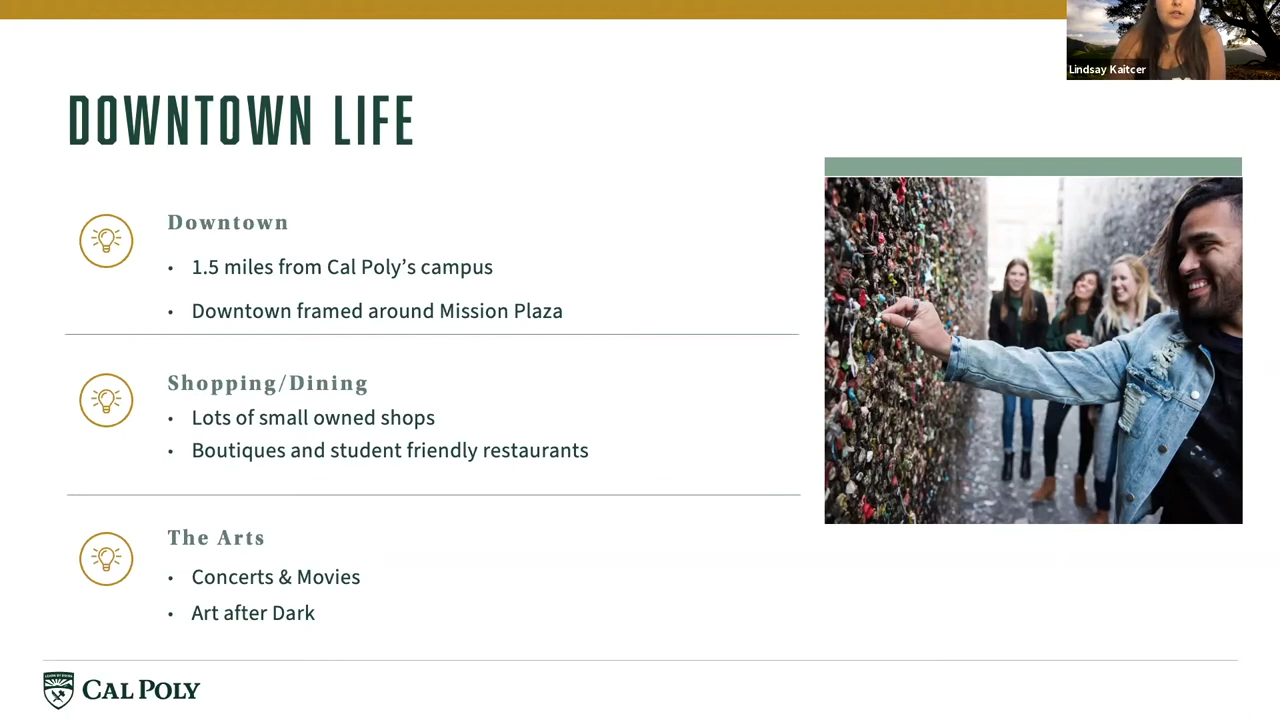 Lindsay Kaitcer
DOWNTOWN LIFE
Downtown
• 1.5 miles from Cal Poly’s campus
• Downtown framed around Mission Plaza
Shopping/Dining
• Lots of small owned shops
• Boutiques and student friendly restaurants
The Arts
• Concerts & Movies
• Art after Dark
CAL POLY